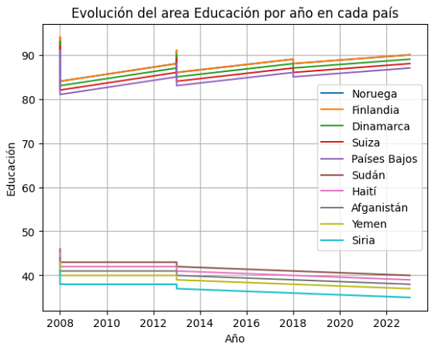 Evolución del area Educación por año en cada país
90
80
70
60
50
40
Educación
Noruega
Finlandia
Dinamarca
Suiza
Países Bajos
Sudán
Haití
Afganistán
Yemen
Siria
2008 2010 2012 2014 2016 2018 2020 2022
Año